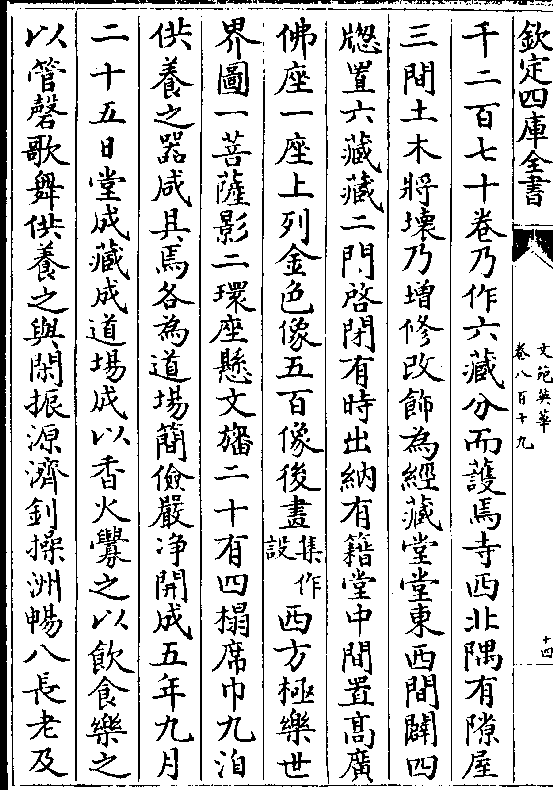 欽定四庫全書
文苑英華
卷八百十九
十四
千二百七十卷乃作六藏分而護焉寺西北隅有隙屋
三間土木將壞乃增修改飾為經藏堂堂東西間闢四
牎置六藏藏二門啓閉有時出納有籍堂中間置高廣
佛座一座上列金色像五百像後畫集作設西方極樂世
界圖一菩薩影二環座懸文旛二十有四榻席巾九洎
供養之器咸具焉各為道場簡儉嚴净開成五年九月
二十五日堂成藏成道場成以香火爨之以飲食樂之
以管磬歌舞供養之與閑振源濟釗操洲暢八長老及